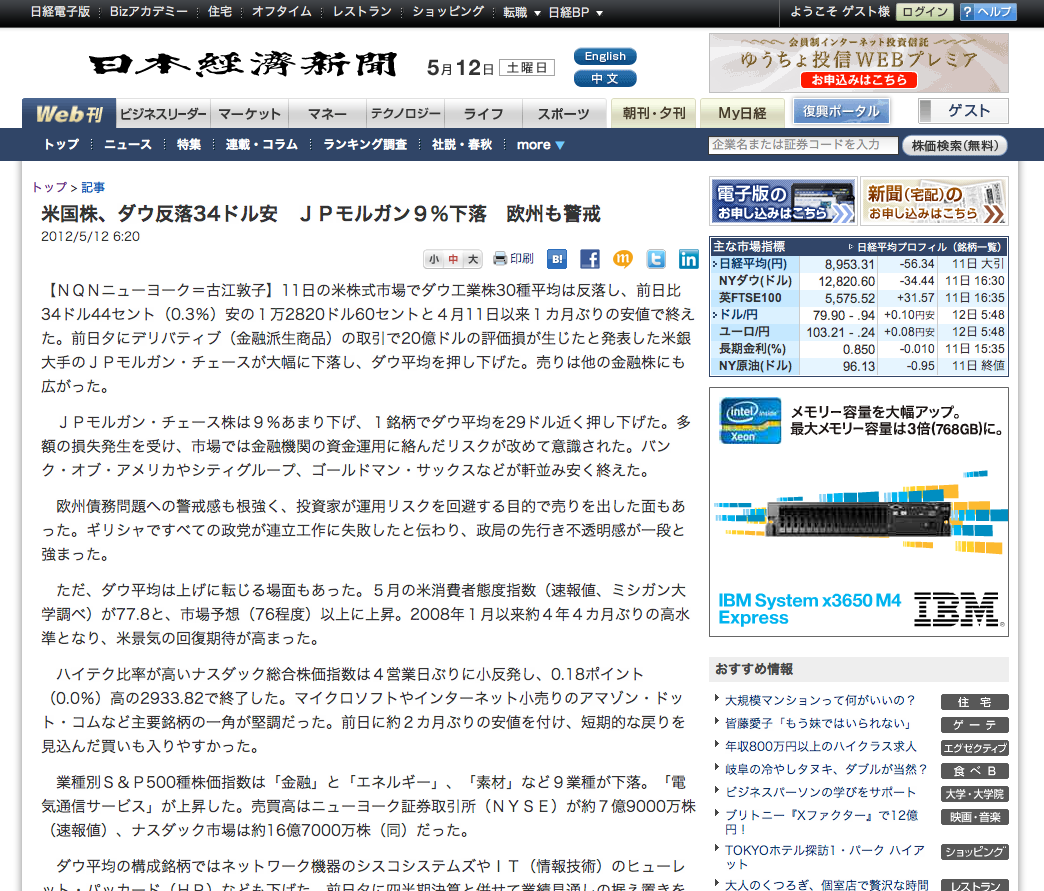 日経電子版 Bizアカデミー 住宅 オフタイム レストラン ショッピング 転職 ▼ 日経BP ▼ ようこそ ゲスト様 ログイン ? ヘルプ
日本経済新聞
5月12日 土曜日
English
中文
会員制インターネット投資信託
ゆうちょ投信WEBプレミア
お申込みはこちら
Web刊 ビジネスリーダー マーケット マネー テクノロジー ライフ スポーツ 朝刊・夕刊 My日経 復興ポータル ゲスト
トップ ニュース 特集 連載・コラム ランキング調査 社説・春秋 more ▼ 企業名または証券コードを入力 株価検索(無料)
トップ > 記事
米国株、ダウ反落34ドル安 ＪＰモルガン９％下落 欧州も警戒
2012/5/12 6:20
小 中 大 印刷 B! f m t in
【ＮＱＮニューヨーク＝古江敦子】11日の米株式市場でダウ工業株30種平均は反落し、前日比
34ドル44セント（0.3％）安の１万2820ドル60セントと４月11日以来１カ月ぶりの安値で終え
た。前日夕にデリバティブ（金融派生商品）の取引で20億ドルの評価損が生じたと発表した米銀
大手のＪＰモルガン・チェースが大幅に下落し、ダウ平均を押し下げた。売りは他の金融株にも
広がった。
ＪＰモルガン・チェース株は９％あまり下げ、１銘柄でダウ平均を29ドル近く押し下げた。多
額の損失発生を受け、市場では金融機関の資金運用に絡んだリスクが改めて意識された。バン
ク・オブ・アメリカやシティグループ、ゴールドマン・サックスなどが軒並み安く終えた。
欧州債務問題への警戒感も根強く、投資家が運用リスクを回避する目的で売りを出した面もあ
った。ギリシャですべての政党が連立工作に失敗したと伝わり、政局の先行き不透明感が一段と
強まった。
ただ、ダウ平均は上げに転じる場面もあった。５月の米消費者態度指数（速報値、ミシガン大
学調べ）が77.8と、市場予想（76程度）以上に上昇。2008年１月以来約４年４カ月ぶりの高水
準となり、米景気の回復期待が高まった。
ハイテク比率が高いナスダック総合株価指数は４営業日ぶりに小反発し、0.18ポイント
（0.0％）高の2933.82で終了した。マイクロソフトやインターネット小売りのアマゾン・ドッ
ト・コムなど主要銘柄の一角が堅調だった。前日に約２カ月ぶりの安値を付け、短期的な戻りを
見込んだ買いも入りやすかった。
業種別Ｓ＆Ｐ500種株価指数は「金融」と「エネルギー」、「素材」など９業種が下落。「電
気通信サービス」が上昇した。売買高はニューヨーク証券取引所（ＮＹＳＥ）が約７億9000万株
（速報値）、ナスダック市場は約16億7000万株（同）だった。
ダウ平均の構成銘柄ではネットワーク機器のシスコシステムズやＩＴ（情報技術）のヒューレ
ット・パッカード（ＨＰ）なども下げた。前日夕に四半期決算と併せて業績見通しの据え置きを
電子版の
お申し込みはこちら
新聞(宅配)の
お申し込みはこちら
主な市場指標 日経平均プロフィル（銘柄一覧）
日経平均(円) 8,953.31 -56.34 11日 大引
NYダウ(ドル) 12,820.60 -34.44 11日 16:30
英FTSE100 5,575.52 +31.57 11日 16:35
ドル/円 79.90 - .94 +0.10円安 12日 5:48
ユーロ/円 103.21 - .24 +0.08円安 12日 5:48
長期金利(%) 0.850 -0.010 11日 15:35
NY原油(ドル) 96.13 -0.95 11日 終値
intel inside
Xeon
メモリー容量を大幅アップ。
最大メモリー容量は3倍(768GB)に。
IBM System x3650 M4
Express
IBM
おすすめ情報
大規模マンションって何がいいの？ 住 宅
皆藤愛子「もう妹ではいられない」 ゲ ー テ
年収800万円以上のハイクラス求人 エグゼクティブ
岐阜の冷やしタヌキ、ダブルが当然？ 食 べ B
ビジネスパーソンの学びをサポート 大学・大学院
ブリトニー『Xファクター』で12億
円！ 映画・音楽
TOKYOホテル探訪1・パーク ハイア
ット ショッピング
大人のくつろぎ、個室店で贅沢な時間 レストラン